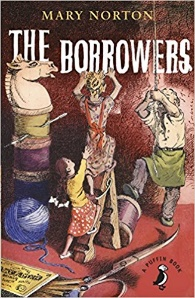 MARY NORTON
THE BORROWERS
A PUFFIN BOOK